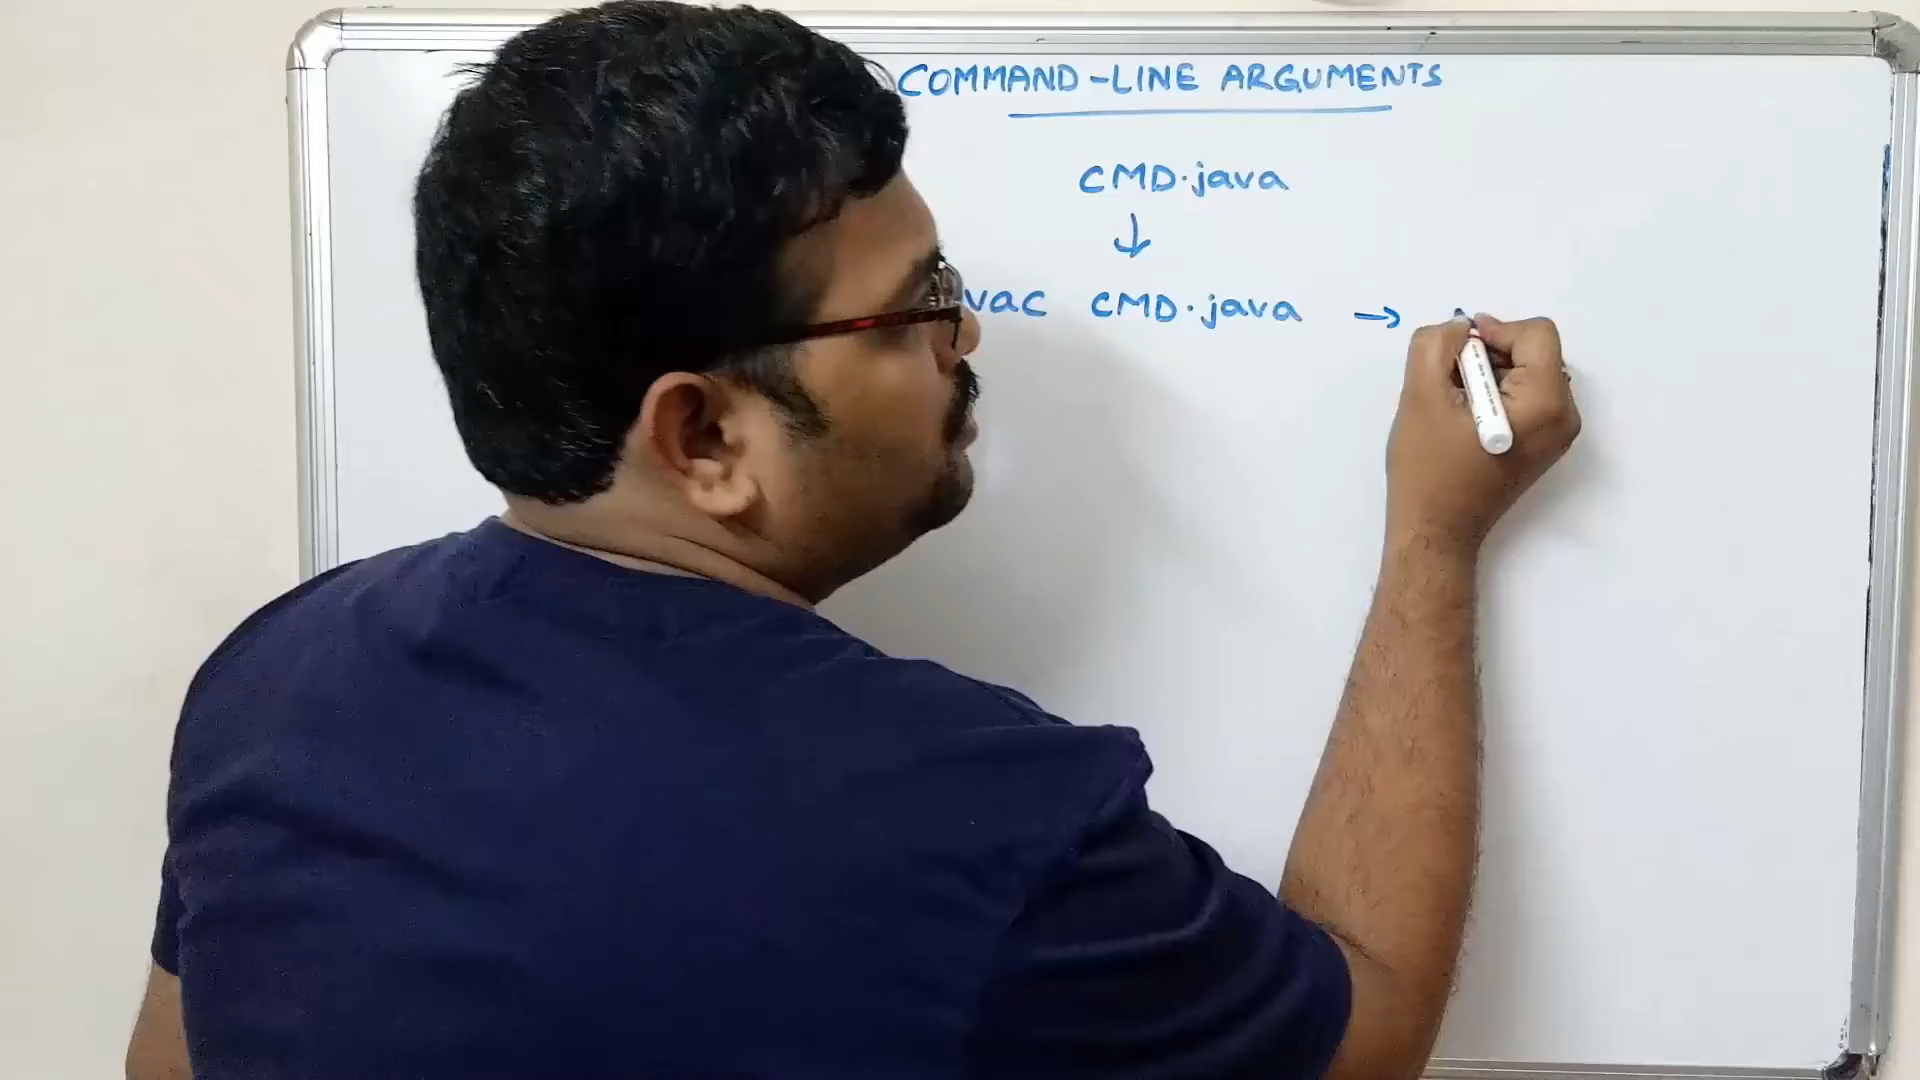 COMMAND-LINE ARGUMENTS
CMD.java
↓
vac CMD.java →